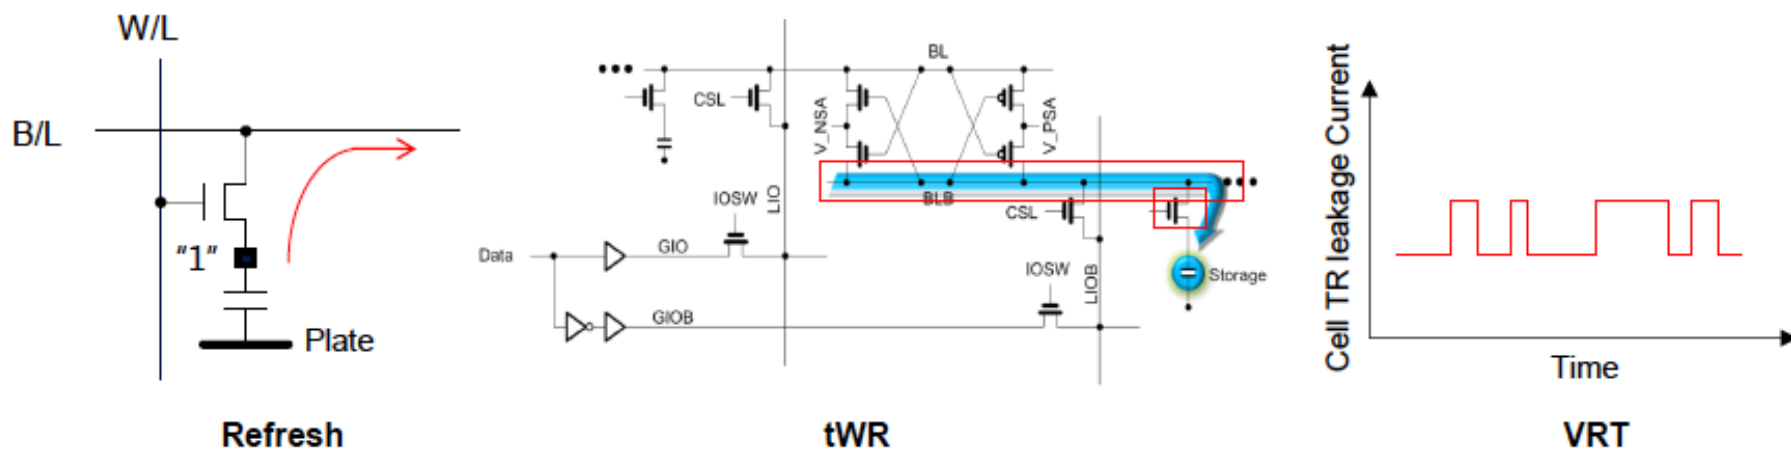 W/L
B/L
"1"
Plate
Refresh
BL
CSL
V_NSA
V_PSA
BLB
LIO
IOSW
CSL
Data
GIO
IOSW
LIOB
Storage
GIOB
tWR
Cell TR leakage Current
Time
VRT